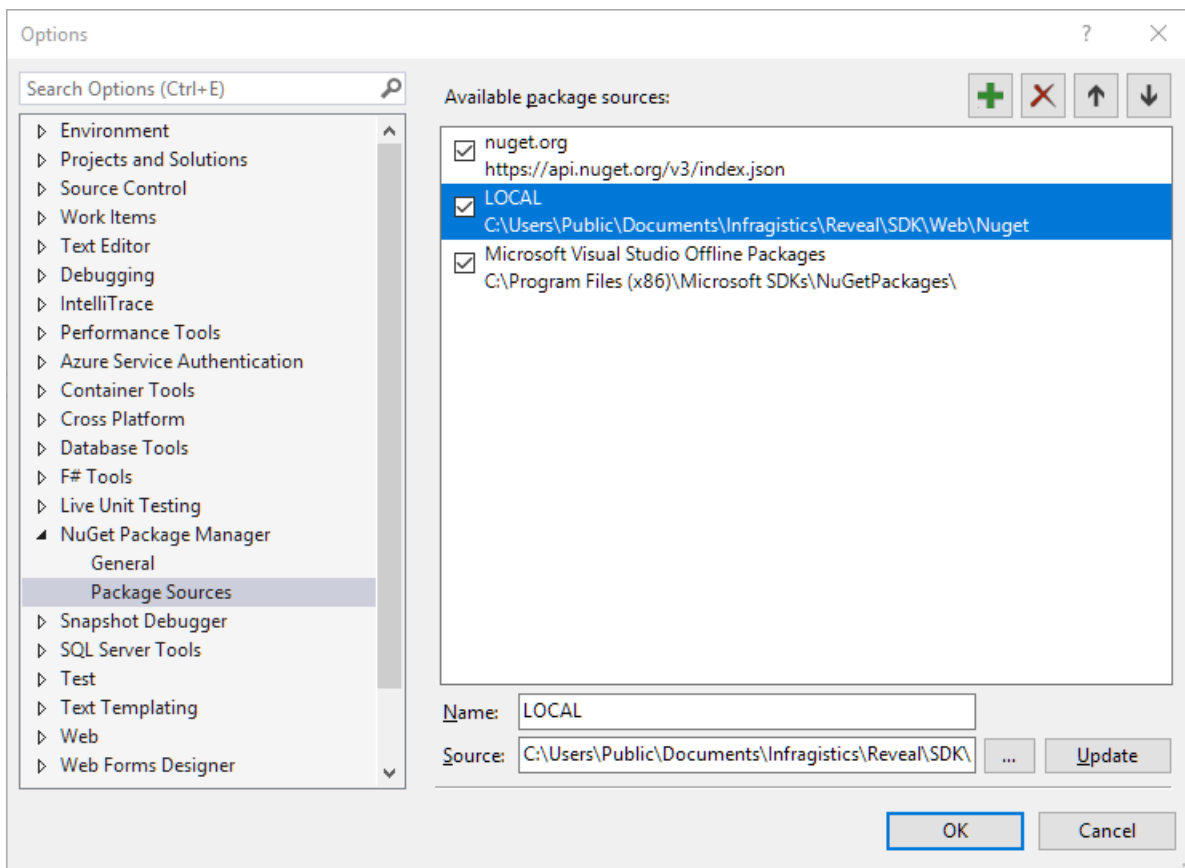 Options
?
Search Options (Ctrl+E)
Environment
Projects and Solutions
Source Control
Work Items
Text Editor
Debugging
IntelliTrace
Performance Tools
Azure Service Authentication
Container Tools
Cross Platform
Database Tools
F# Tools
Live Unit Testing
NuGet Package Manager
General
Package Sources
Snapshot Debugger
SQL Server Tools
Test
Text Templating
Web
Web Forms Designer
Available package sources:
nuget.org
https://api.nuget.org/v3/index.json
LOCAL
C:\Users\Public\Documents\Infragistics\Reveal\SDK\Web\Nuget
Microsoft Visual Studio Offline Packages
C:\Program Files (x86)\Microsoft SDKs\NuGetPackages\
Name: LOCAL
Source: C:\Users\Public\Documents\Infragistics\Reveal\SDK\ ... Update
OK Cancel